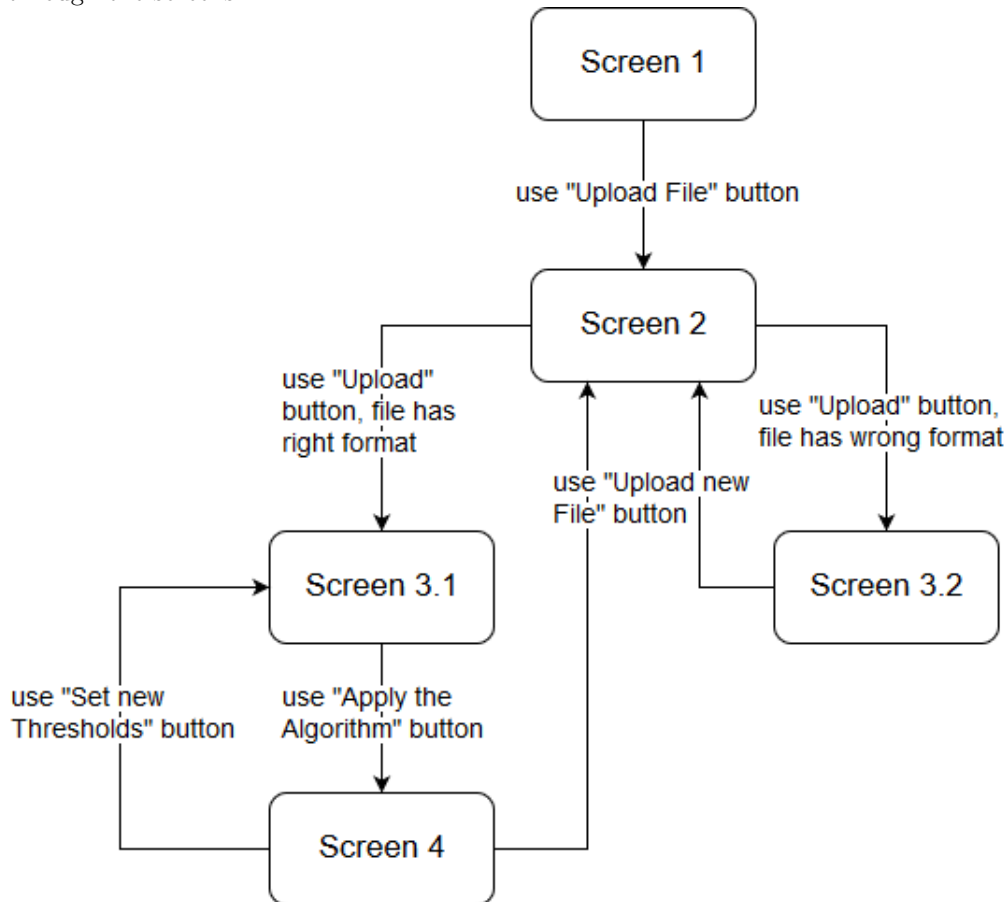 Screen 1
use "Upload File" button
Screen 2
use "Upload"
button, file has
right format
use "Upload" button,
file has wrong format
use "Upload new
File" button
Screen 3.1
Screen 3.2
use "Set new
Thresholds" button
use "Apply the
Algorithm" button
Screen 4